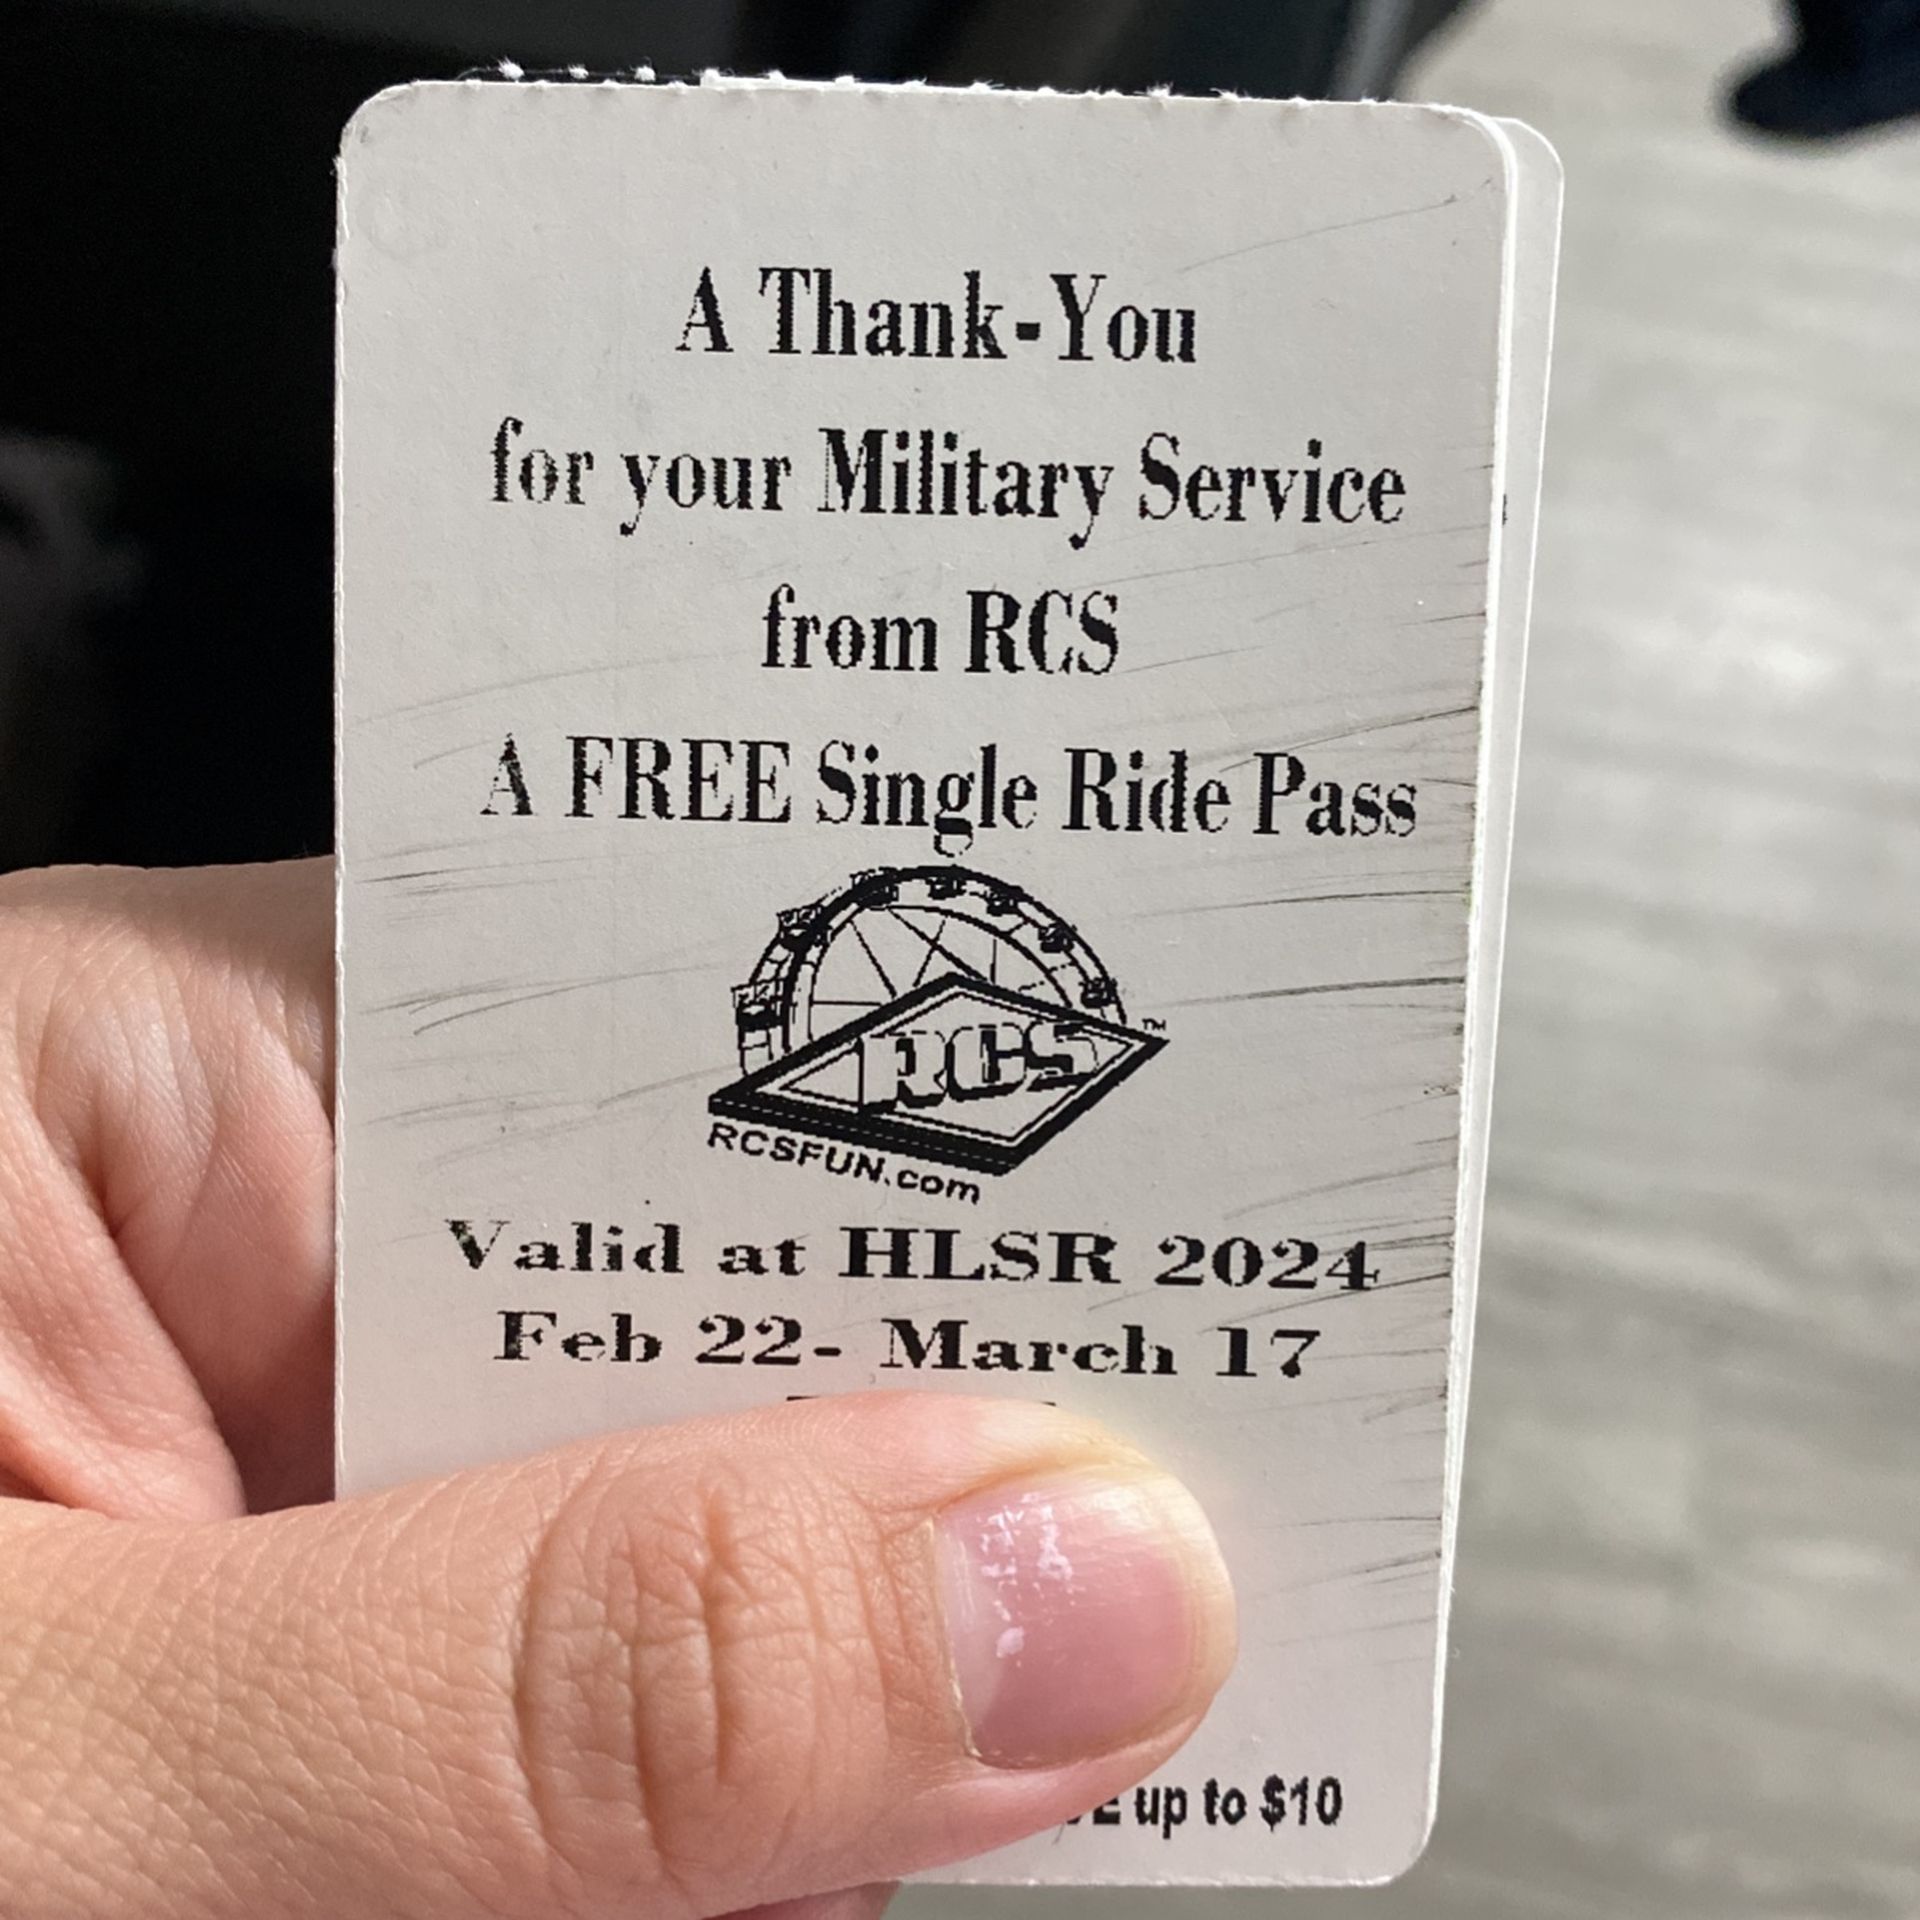 A Thank-You
for your Military Service
from RCS
A FREE Single Ride Pass
RCS
TM
RCSFUN.com
Valid at HLSR 2024
Feb 22- March 17
up to $10